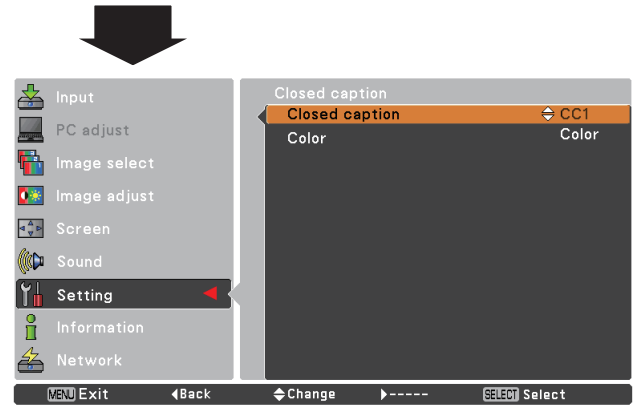 Input
PC adjust
Image select
Image adjust
Screen
Sound
Setting
Information
Network
Closed caption
Closed caption CC1
Color Color
MENU Exit Back Change ----- SELECT Select